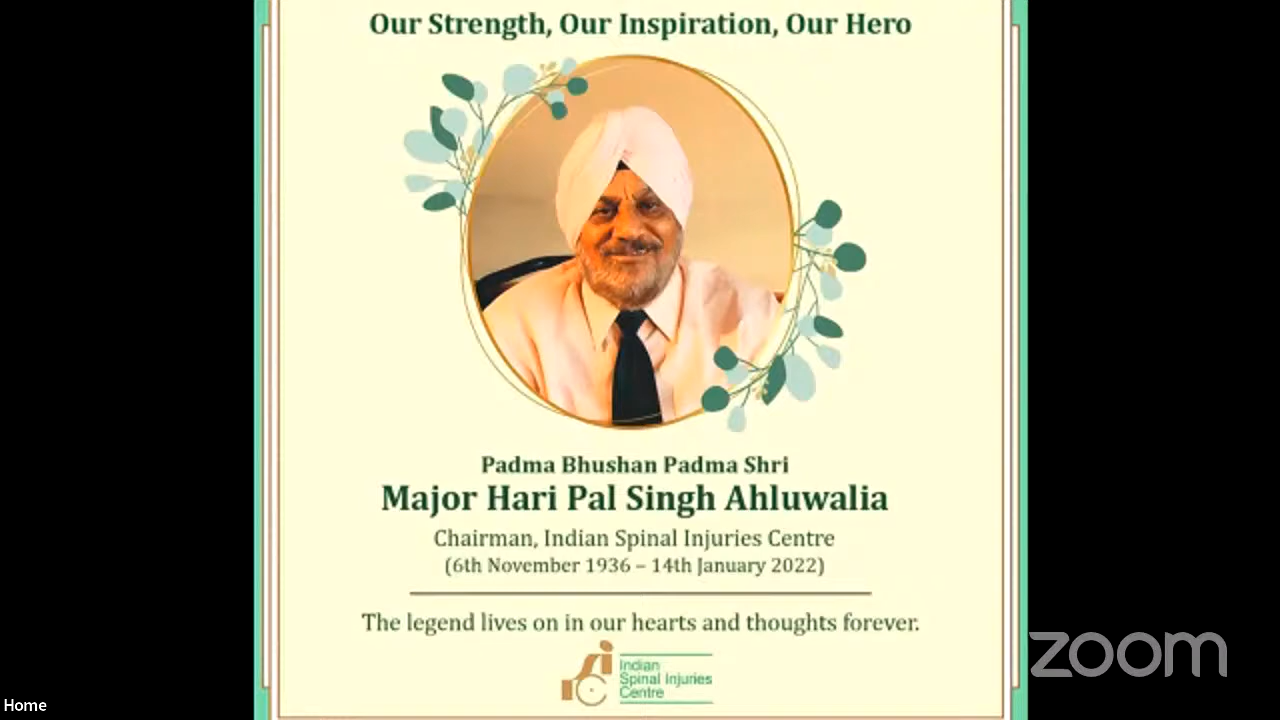 Our Strength, Our Inspiration, Our Hero
Padma Bhushan Padma Shri
Major Hari Pal Singh Ahluwalia
Chairman, Indian Spinal Injuries Centre
(6th November 1936 – 14th January 2022)
The legend lives on in our hearts and thoughts forever.
Indian
Spinal Injuries
Centre
zoom
Home